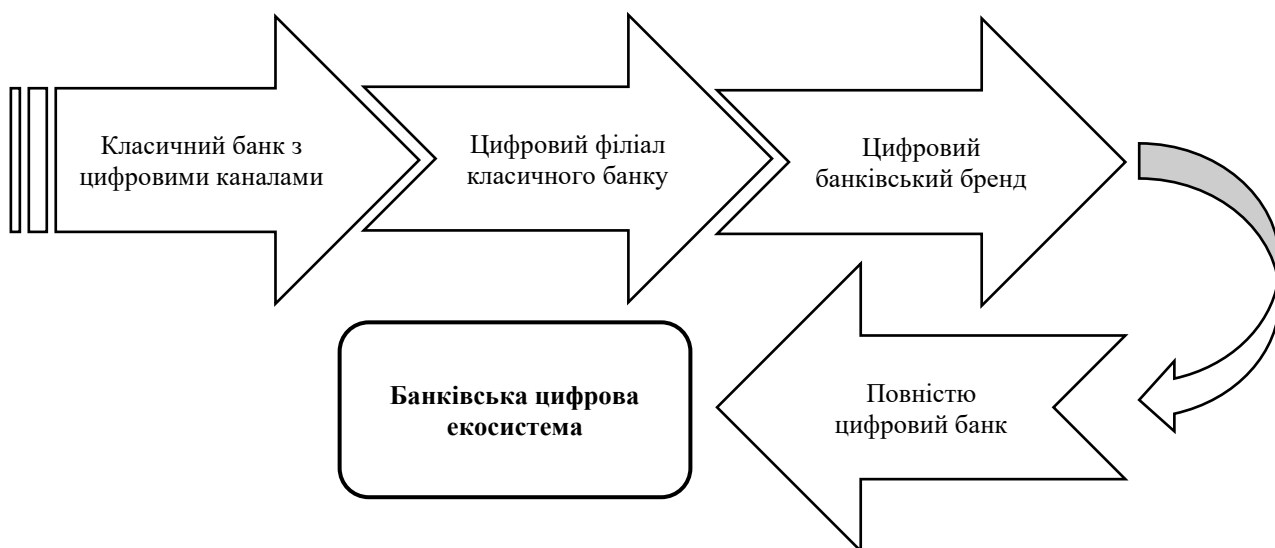 Класичний банк з
цифровими каналами
Цифровий філіал
класичного банку
Цифровий
банківський бренд
Повністю
цифровий банк
Банківська цифрова
екосистема